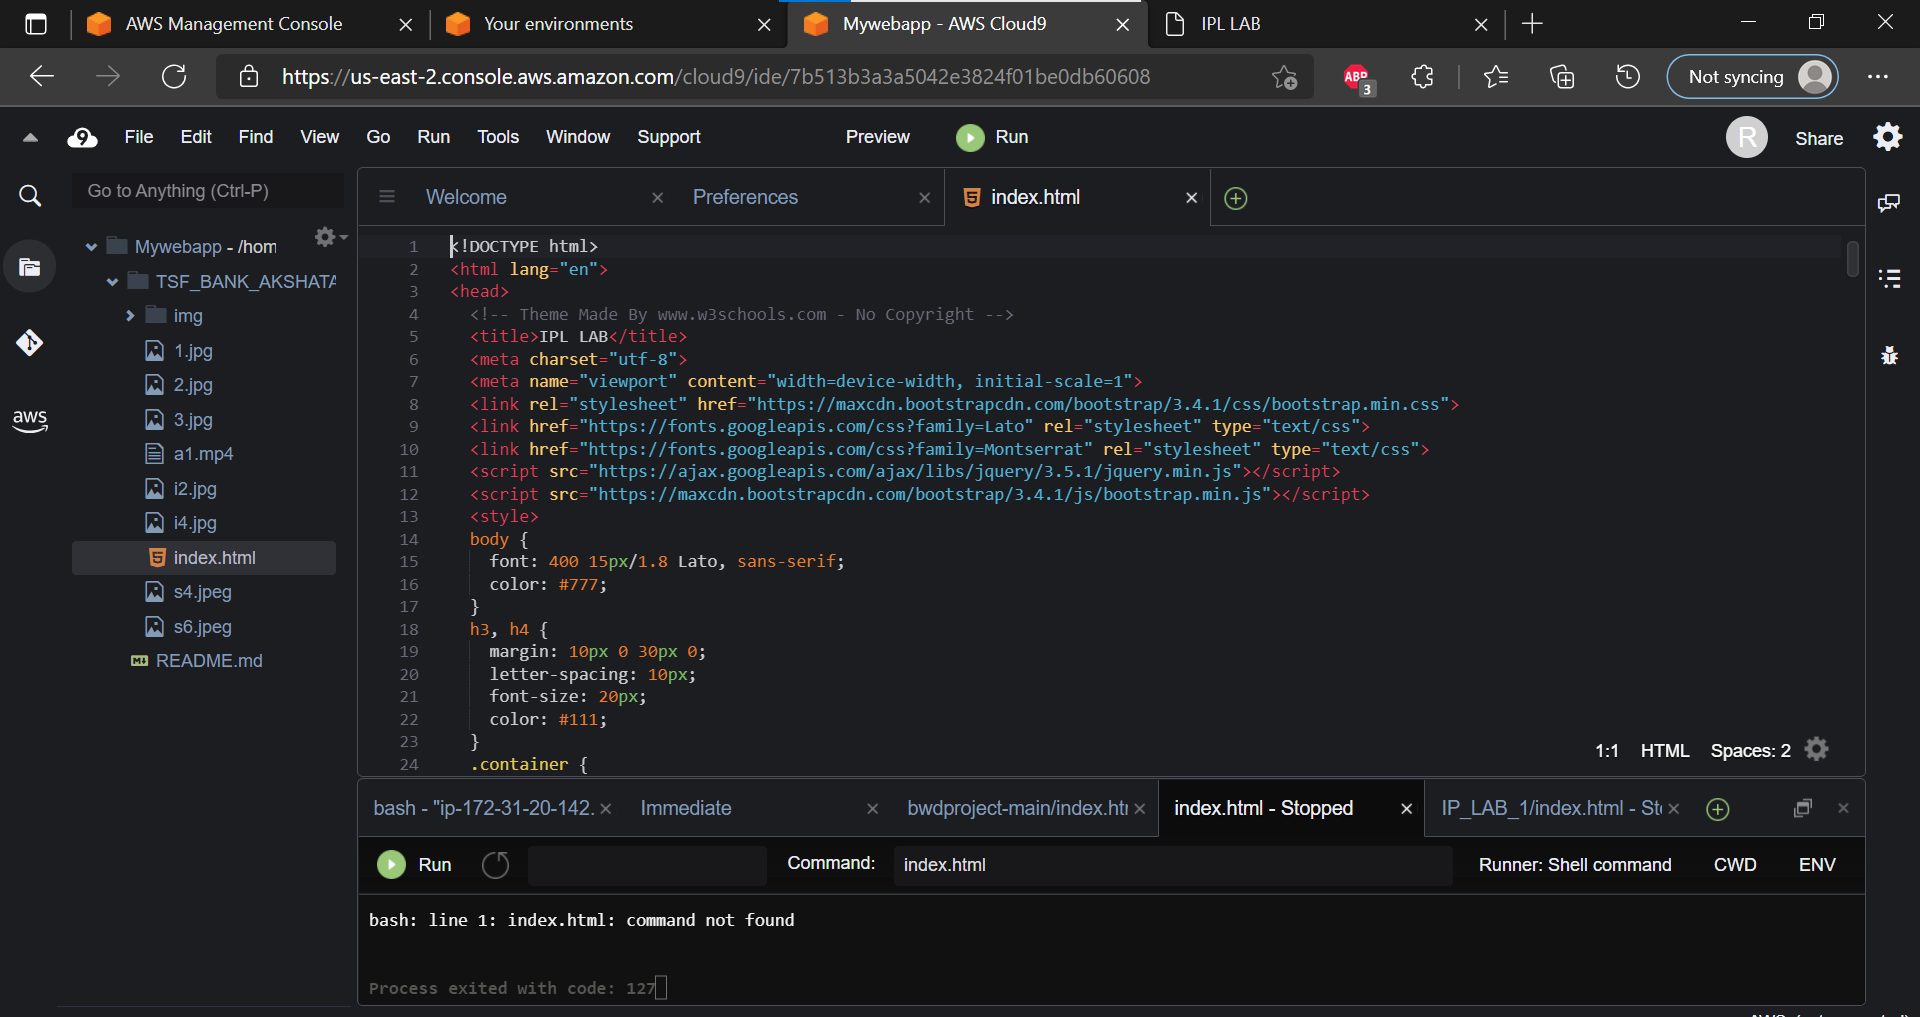 AWS Management Console
Your environments
Mywebapp - AWS Cloud9
IPL LAB
https://us-east-2.console.aws.amazon.com/cloud9/ide/7b513b3a3a5042e3824f01be0db60608
ABP
3
Not syncing
9
File Edit Find View Go Run Tools Window Support
Preview
Run
R
Share
Go to Anything (Ctrl-P)
Welcome
Preferences
index.html
Mywebapp - /hom
TSF_BANK_AKSHATA
img
1.jpg
2.jpg
3.jpg
a1.mp4
i2.jpg
i4.jpg
index.html
s4.jpeg
s6.jpeg
README.md
aws
1 <!DOCTYPE html>
2 <html lang="en">
3 <head>
4 <!-- Theme Made By www.w3schools.com - No Copyright -->
5 <title>IPL LAB</title>
6 <meta charset="utf-8">
7 <meta name="viewport" content="width=device-width, initial-scale=1">
8 <link rel="stylesheet" href="https://maxcdn.bootstrapcdn.com/bootstrap/3.4.1/css/bootstrap.min.css">
9 <link href="https://fonts.googleapis.com/css?family=Lato" rel="stylesheet" type="text/css">
10 <link href="https://fonts.googleapis.com/css?family=Montserrat" rel="stylesheet" type="text/css">
11 <script src="https://ajax.googleapis.com/ajax/libs/jquery/3.5.1/jquery.min.js"></script>
12 <script src="https://maxcdn.bootstrapcdn.com/bootstrap/3.4.1/js/bootstrap.min.js"></script>
13 <style>
14 body {
15 font: 400 15px/1.8 Lato, sans-serif;
16 color: #777;
17 }
18 h3, h4 {
19 margin: 10px 0 30px 0;
20 letter-spacing: 10px;
21 font-size: 20px;
22 color: #111;
23 }
24 .container {
1:1 HTML Spaces: 2
bash - "ip-172-31-20-142.
Immediate
bwdproject-main/index.htr
index.html - Stopped
IP_LAB_1/index.html - St
Run
Command:
index.html
Runner: Shell command
CWD
ENV
bash: line 1: index.html: command not found
Process exited with code: 127